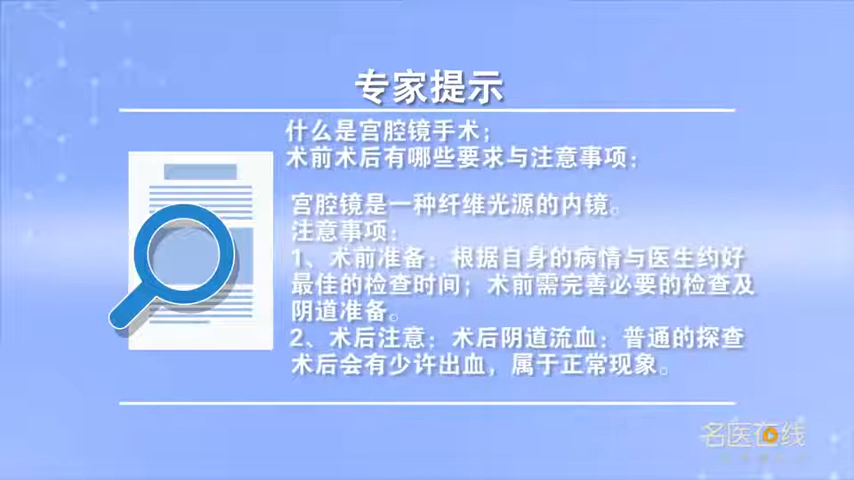 专家提示
什么是宫腔镜手术；
术前术后有哪些要求与注意事项：
宫腔镜是一种纤维光源的内镜。
注意事项：
1、术前准备：根据自身的病情与医生约好
最佳的检查时间；术前需完善必要的检查及
阴道准备。
2、术后注意：术后阴道流血：普通的探查
术后会有少许出血，属于正常现象。
名医在线